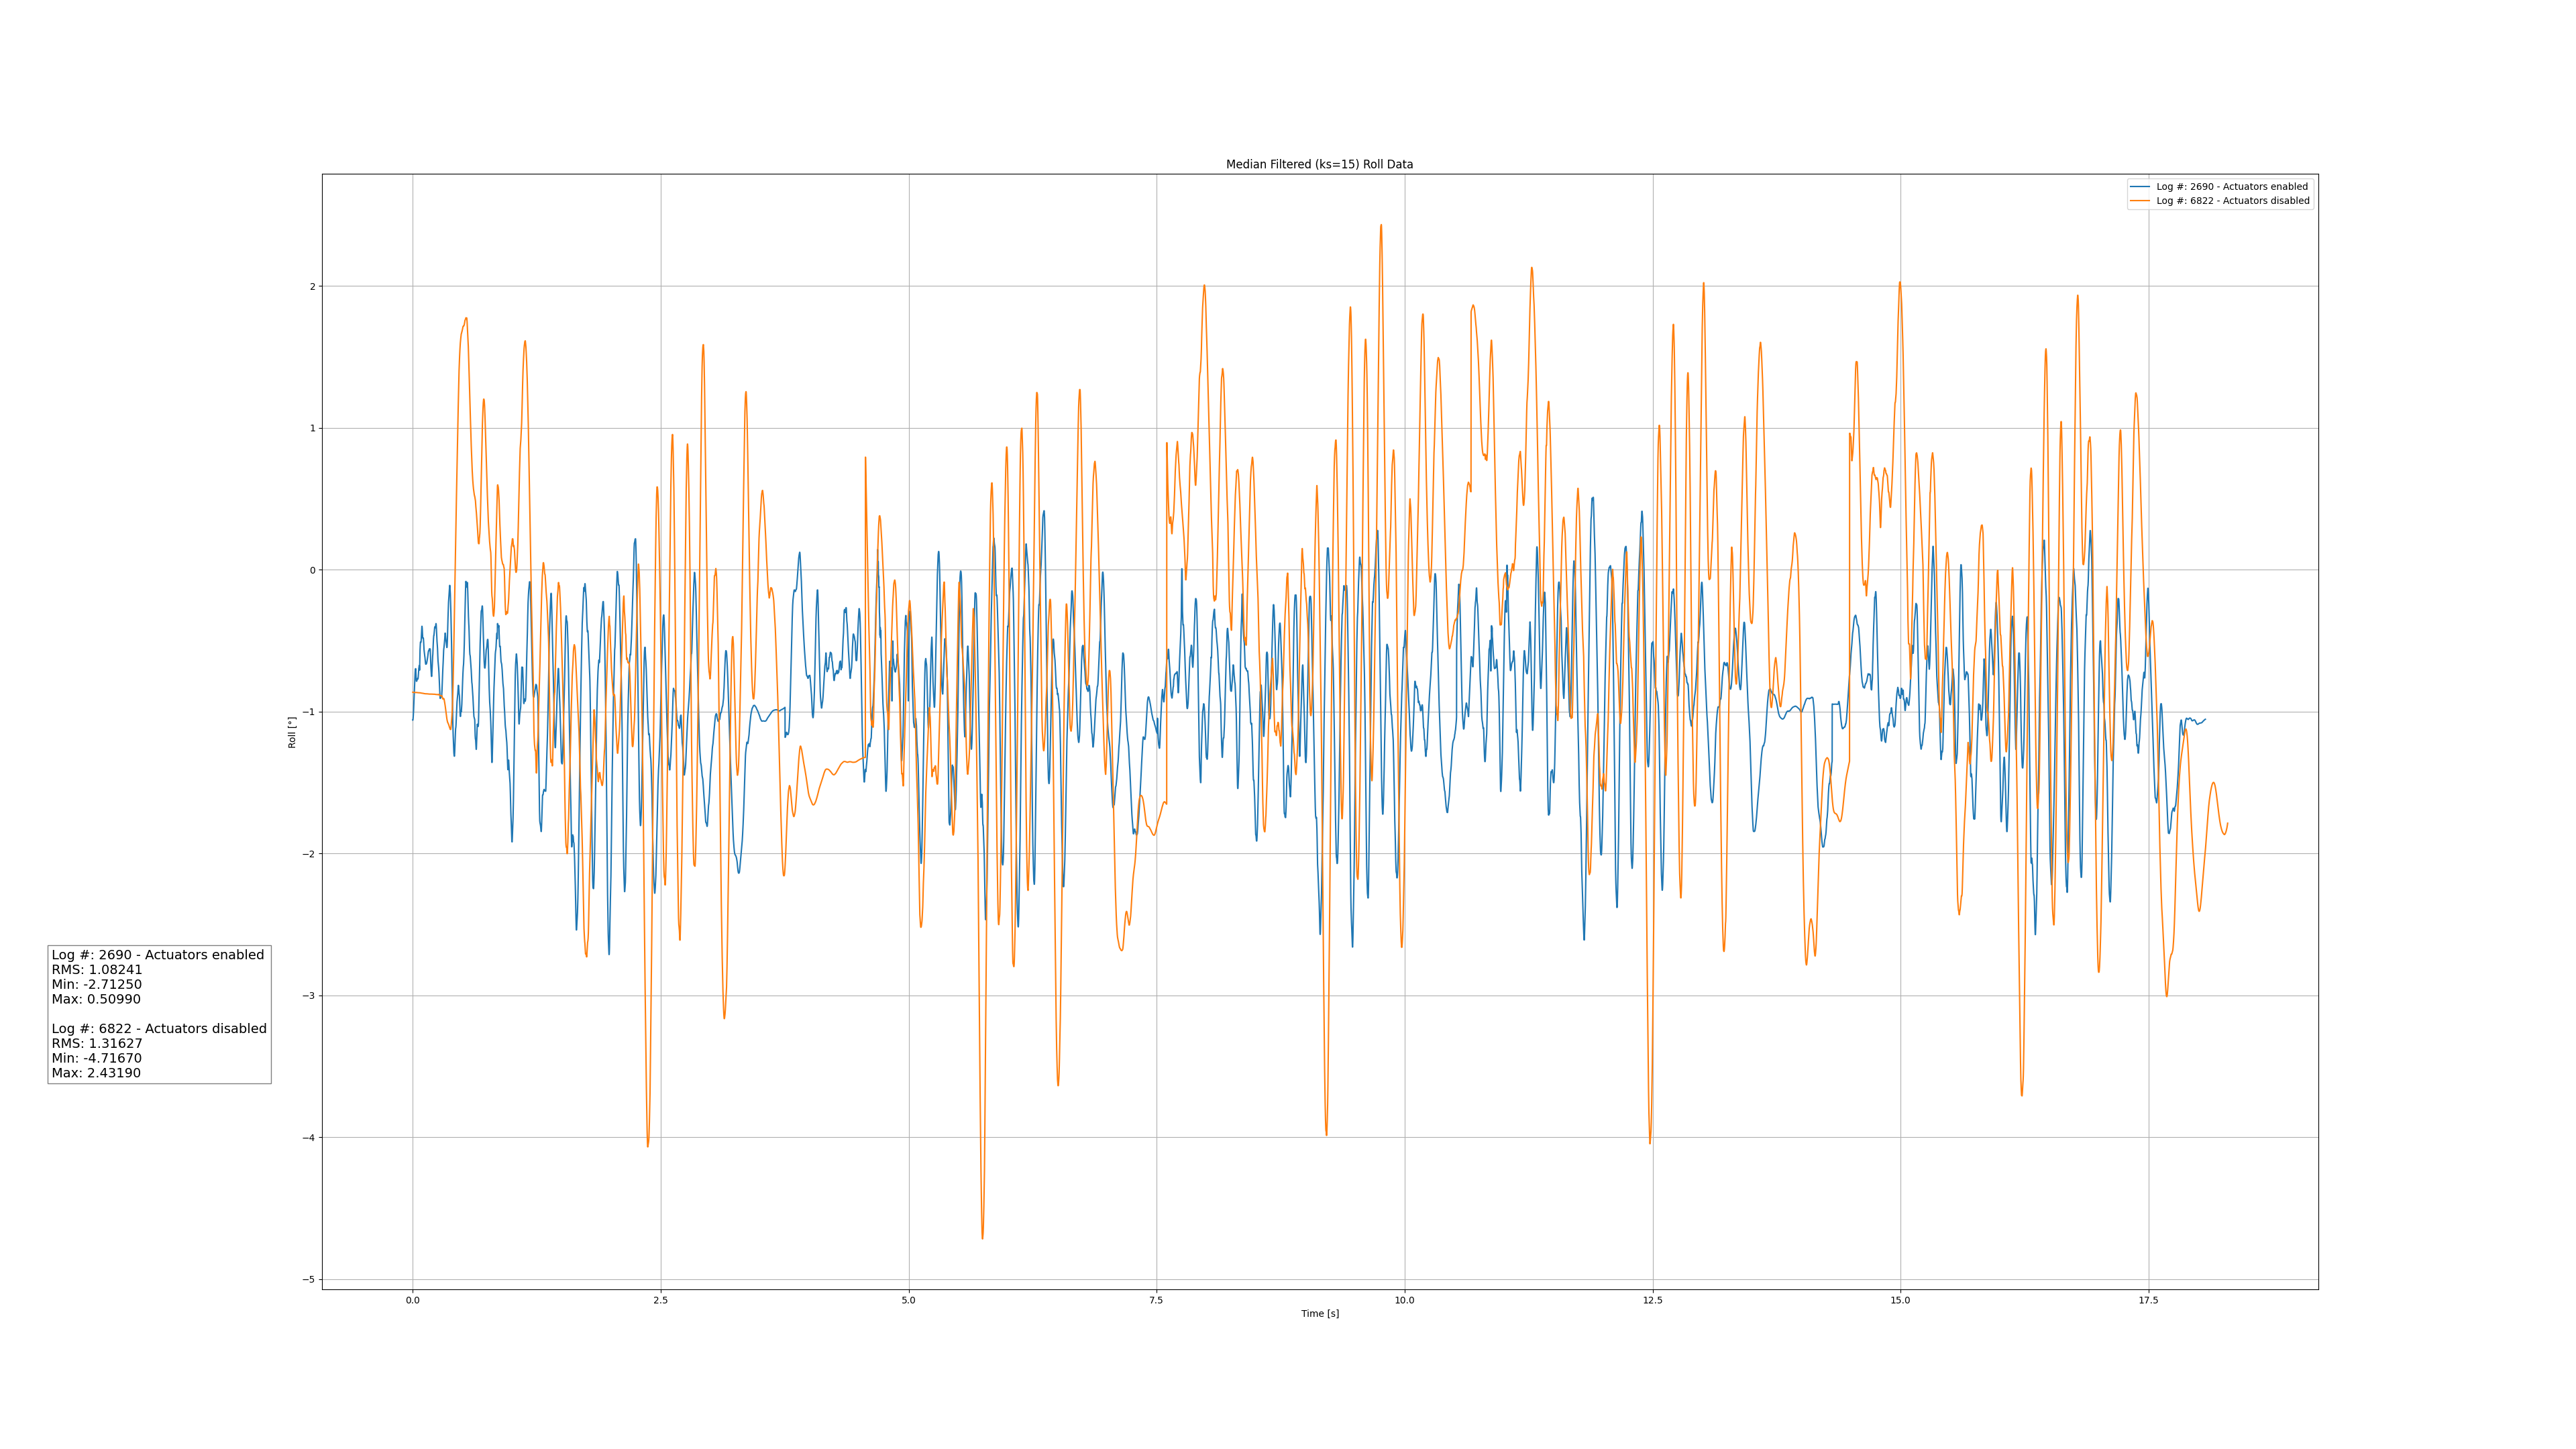 Median Filtered (ks=15) Roll Data
Log #: 2690 - Actuators enabled
Log #: 6822 - Actuators disabled
2
1
0
−1
−2
−3
−4
−5
Roll [°]
0.0 2.5 5.0 7.5 10.0 12.5 15.0 17.5
Time [s]
Log #: 2690 - Actuators enabled
RMS: 1.08241
Min: -2.71250
Max: 0.50990
Log #: 6822 - Actuators disabled
RMS: 1.31627
Min: -4.71670
Max: 2.43190